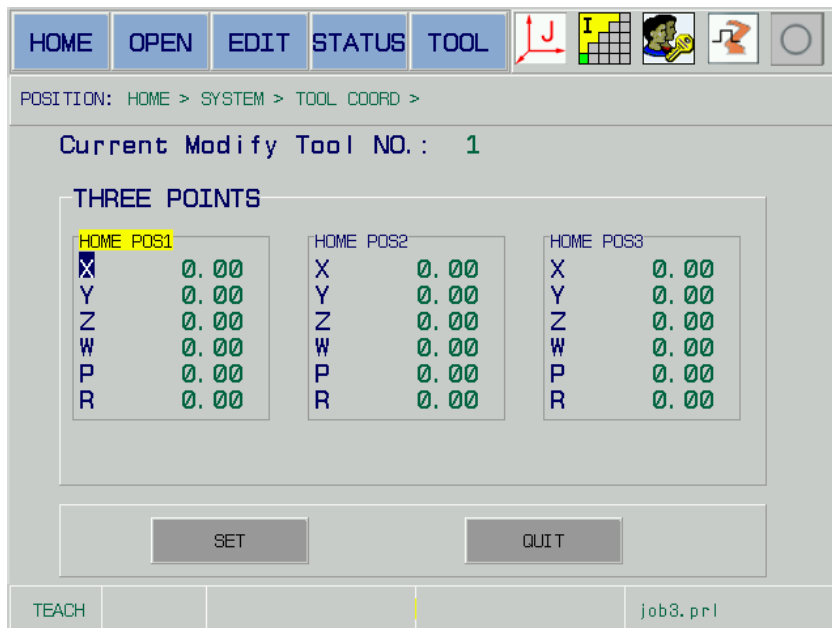 HOME OPEN EDIT STATUS TOOL J I
POSITION: HOME > SYSTEM > TOOL COORD >
Current Modify Tool NO.: 1
THREE POINTS
HOME POS1 HOME POS2 HOME POS3
X 0.00 X 0.00 X 0.00
Y 0.00 Y 0.00 Y 0.00
Z 0.00 Z 0.00 Z 0.00
W 0.00 W 0.00 W 0.00
P 0.00 P 0.00 P 0.00
R 0.00 R 0.00 R 0.00
SET QUIT
TEACH job3.prl